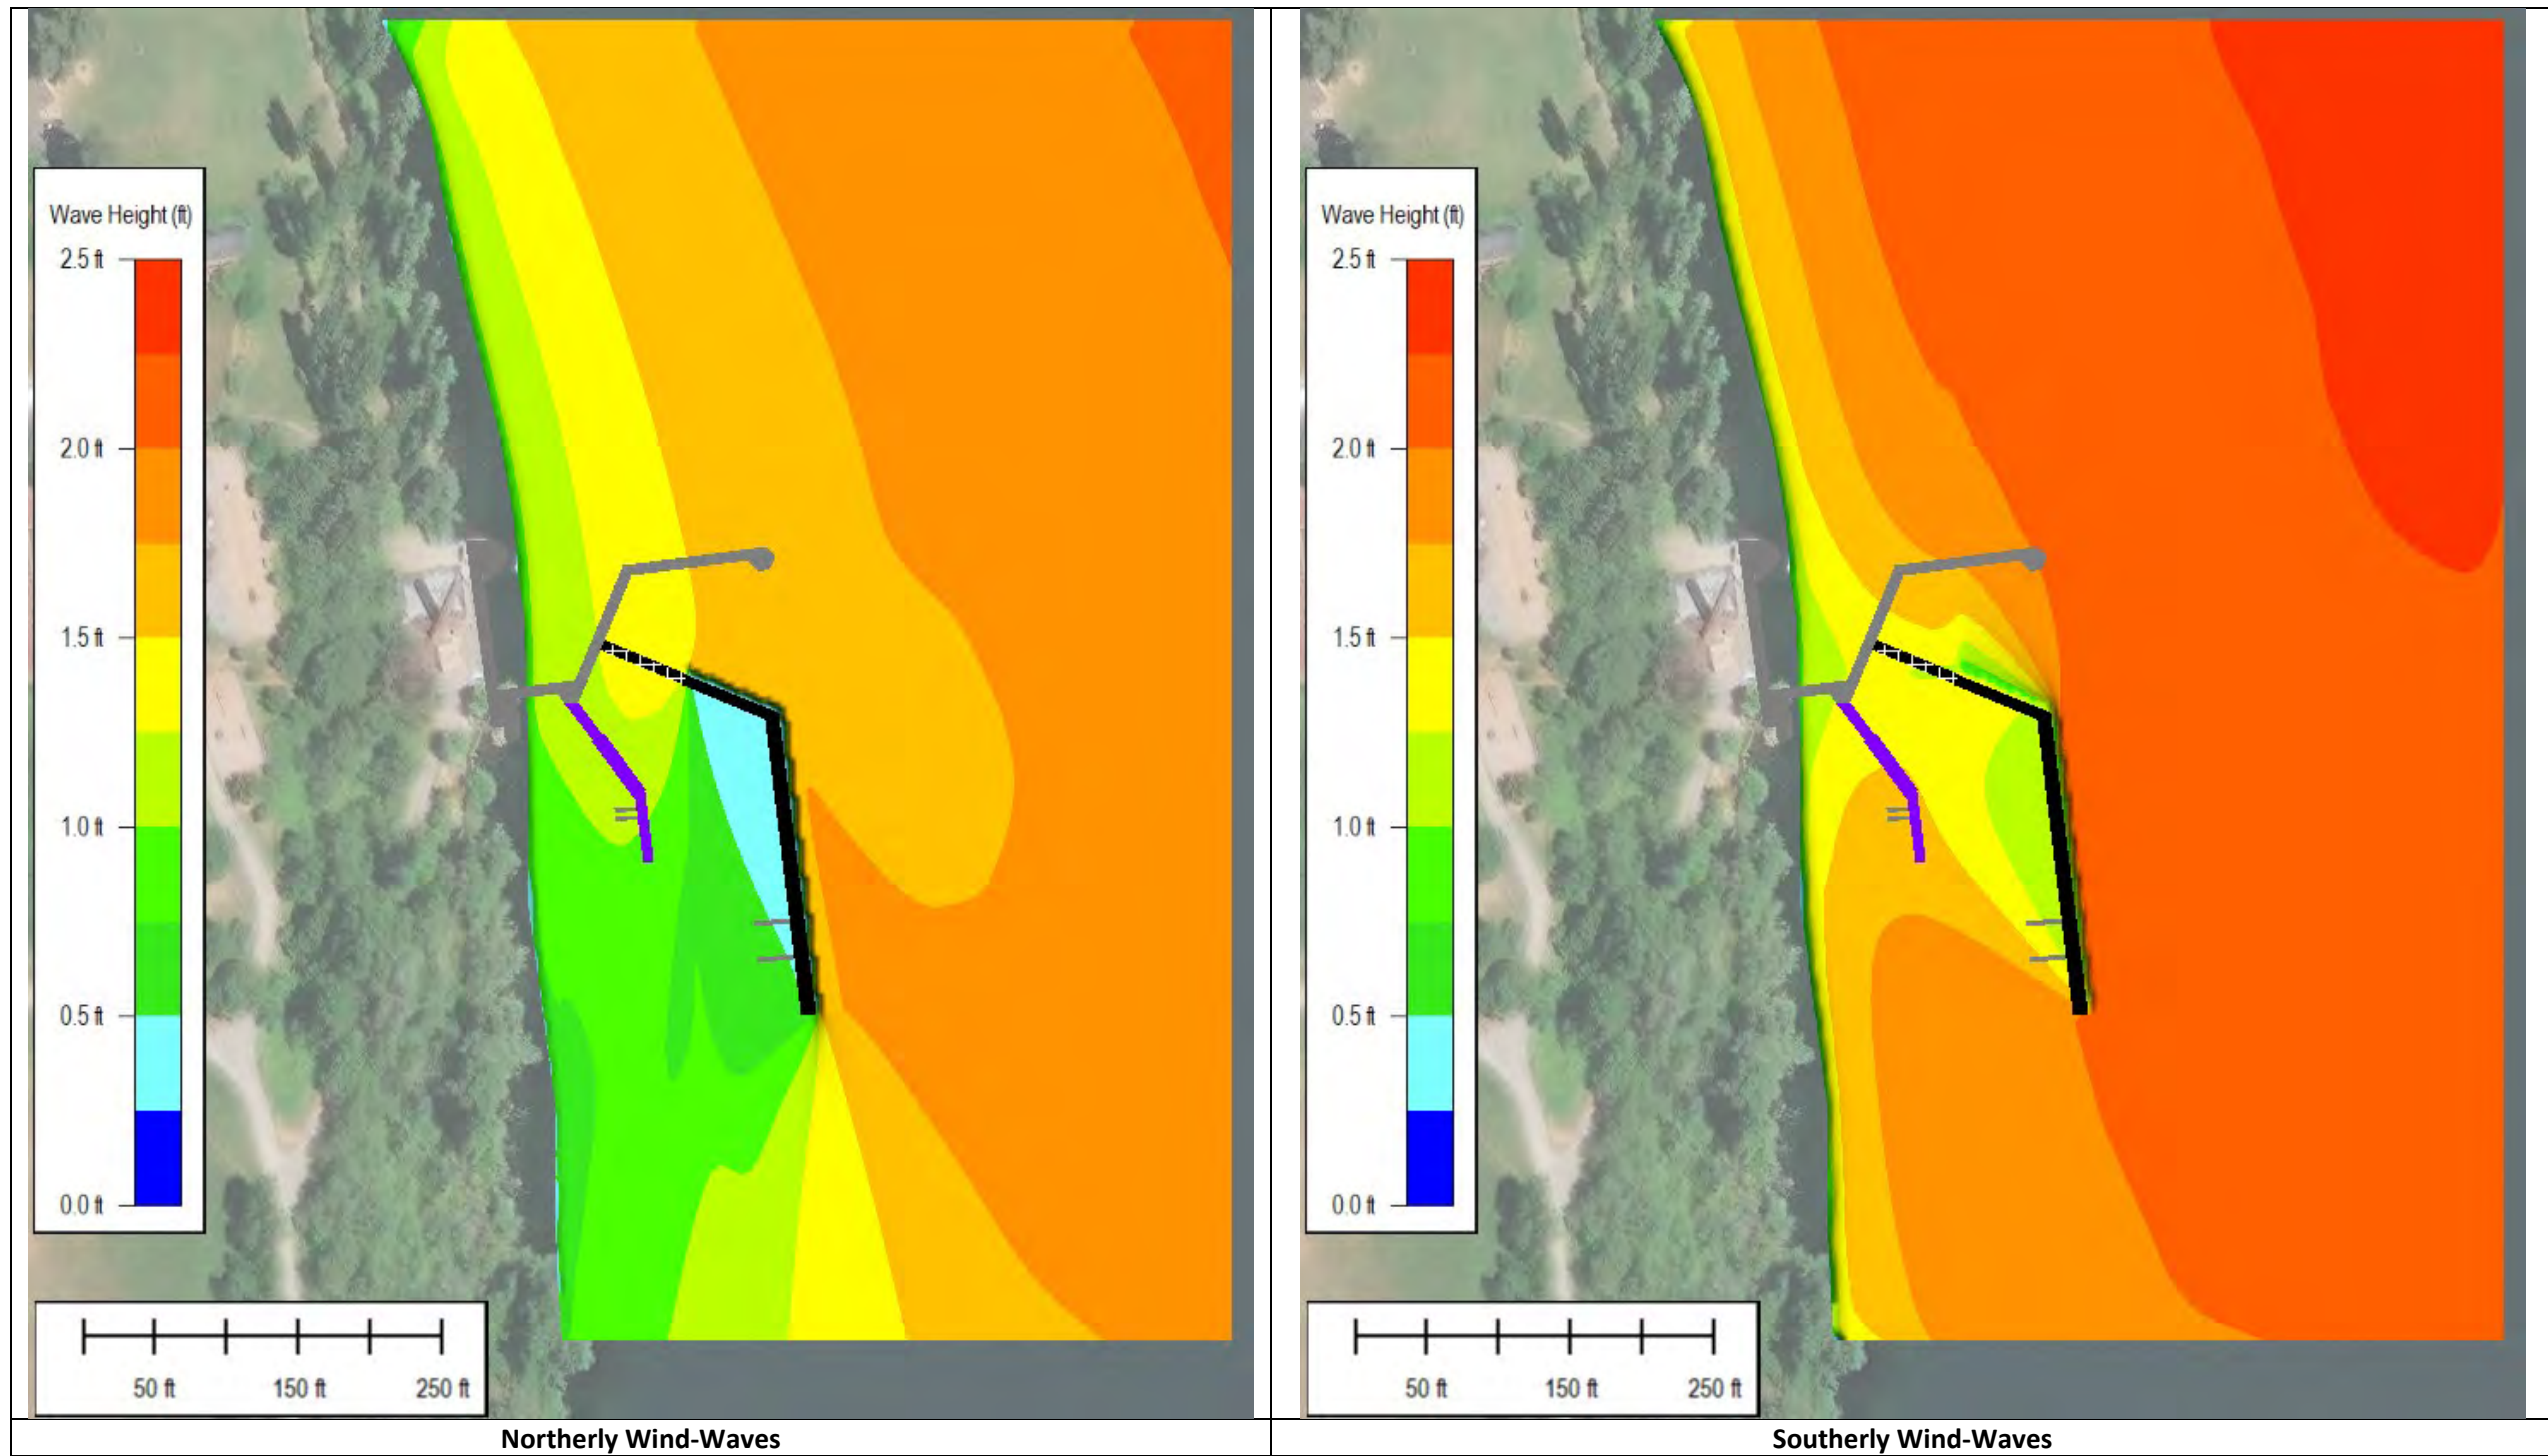 Wave Height (ft)
2.5 ft
2.0 ft
1.5 ft
1.0 ft
0.5 ft
0.0 ft
50 ft 150 ft 250 ft
Northerly Wind-Waves
Wave Height (ft)
2.5 ft
2.0 ft
1.5 ft
1.0 ft
0.5 ft
0.0 ft
50 ft 150 ft 250 ft
Southerly Wind-Waves